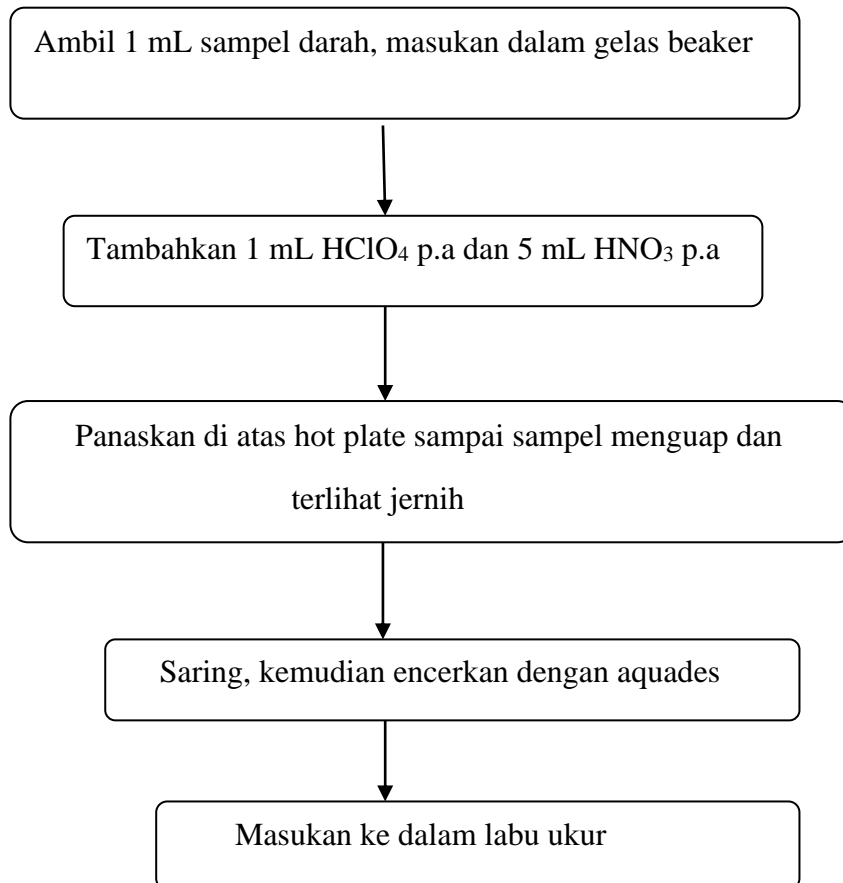 Ambil 1 mL sampel darah, masukan dalam gelas beaker
Tambahkan 1 mL HClO₄ p.a dan 5 mL HNO₃ p.a
Panaskan di atas hot plate sampai sampel menguap dan
terlihat jernih
Saring, kemudian encerkan dengan aquades
Masukan ke dalam labu ukur